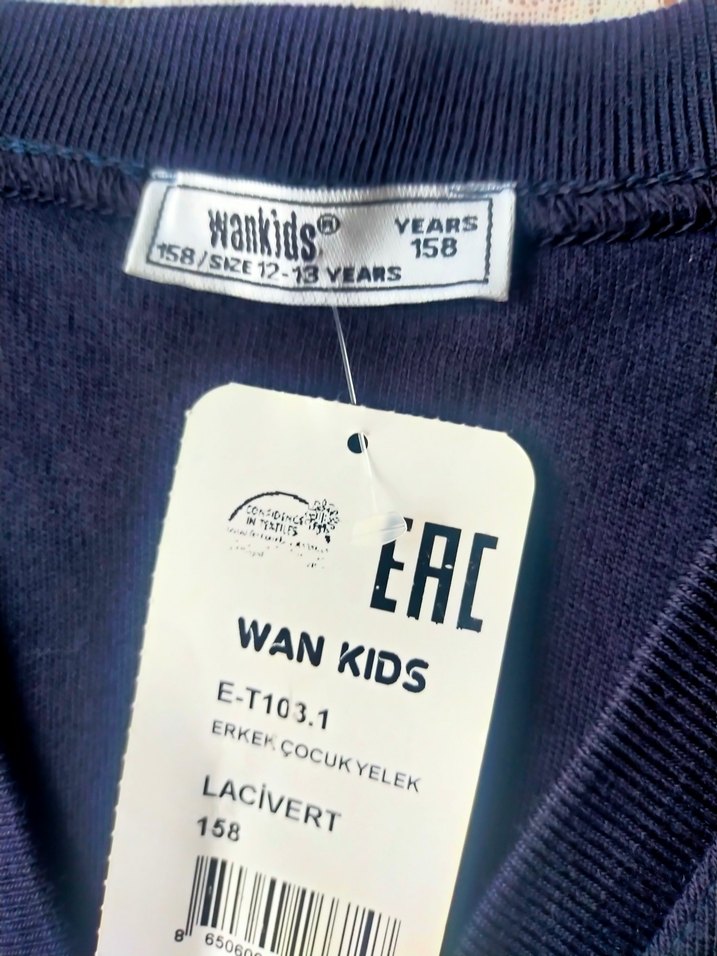 wankids®
YEARS
158
158/SIZE 12-13 YEARS
CONFIDENCE
IN TEXTILES
EAC
WAN KIDS
E-T103.1
ERKEK ÇOCUK YELEK
LACİVERT
158
8